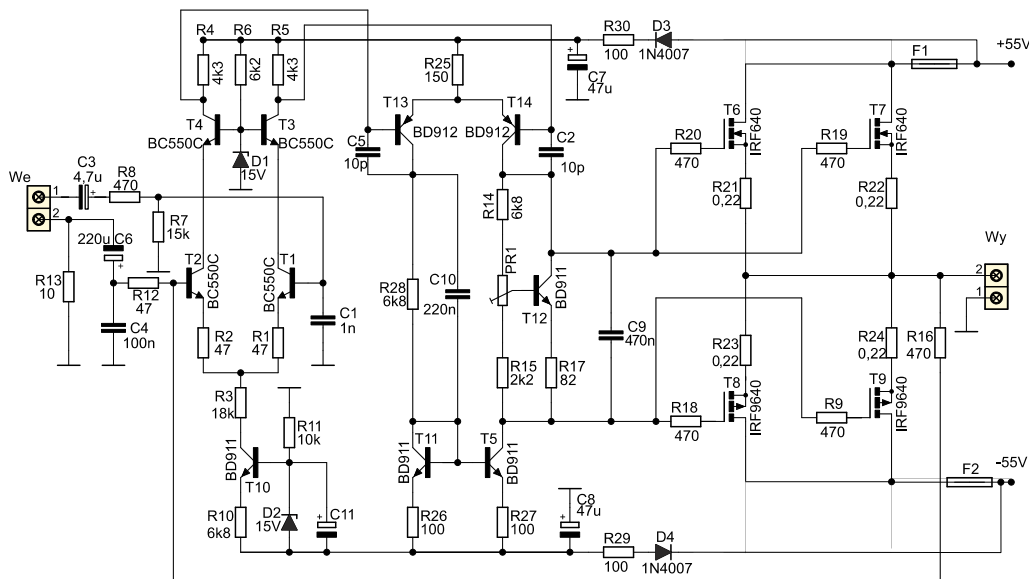 R4 R6 R5
4k3 6k2 4k3
R30
100
D3
1N4007
F1
+55V
R25
150
C7
47u
T4 T3
BC550C BC550C
D1
15V
T13
BD912
T14
BD912
C5
10p
C2
10p
T6
IRF640
T7
IRF640
R20
470
R19
470
R21
0,22
R22
0,22
We
1
2
C3
4,7u
R8
470
R7
15k
220u C6
R13
10
R12
47
C4
100n
T2
BC550C
T1
BC550C
C1
1n
R2
47
R1
47
R14
6k8
PR1
T12
BD911
R28
6k8
C10
220n
C9
470n
R15
2k2
R17
82
Wy
2
1
R23
0,22
R24
0,22
R16
470
T8
IRF9640
T9
IRF9640
R18
470
R9
470
R3
18k
R11
10k
BD911
T10
R10
6k8
D2
15V
C11
BD911
T11
T5
BD911
R26
100
R27
100
C8
47u
R29
100
D4
1N4007
F2
-55V